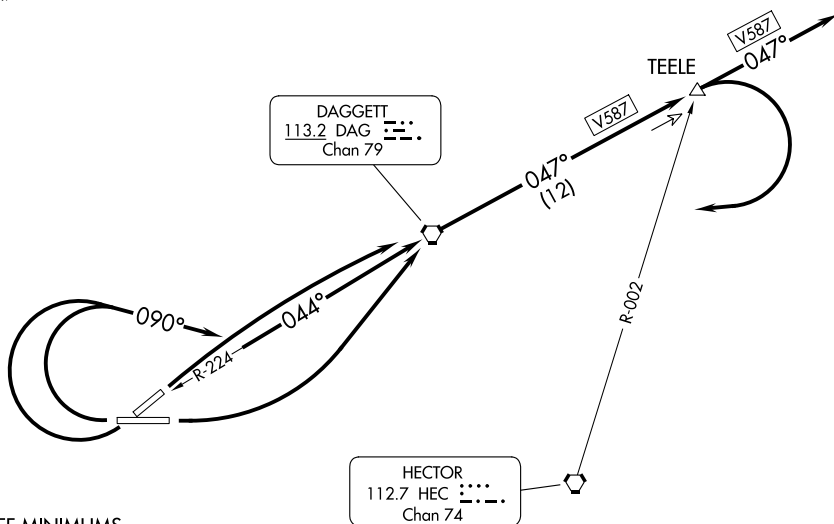 V587
047°
TEELE
DAGGETT
113.2 DAG
Chan 79
V587
047°
(12)
090°
044°
R-224
R-002
HECTOR
112.7 HEC
Chan 74